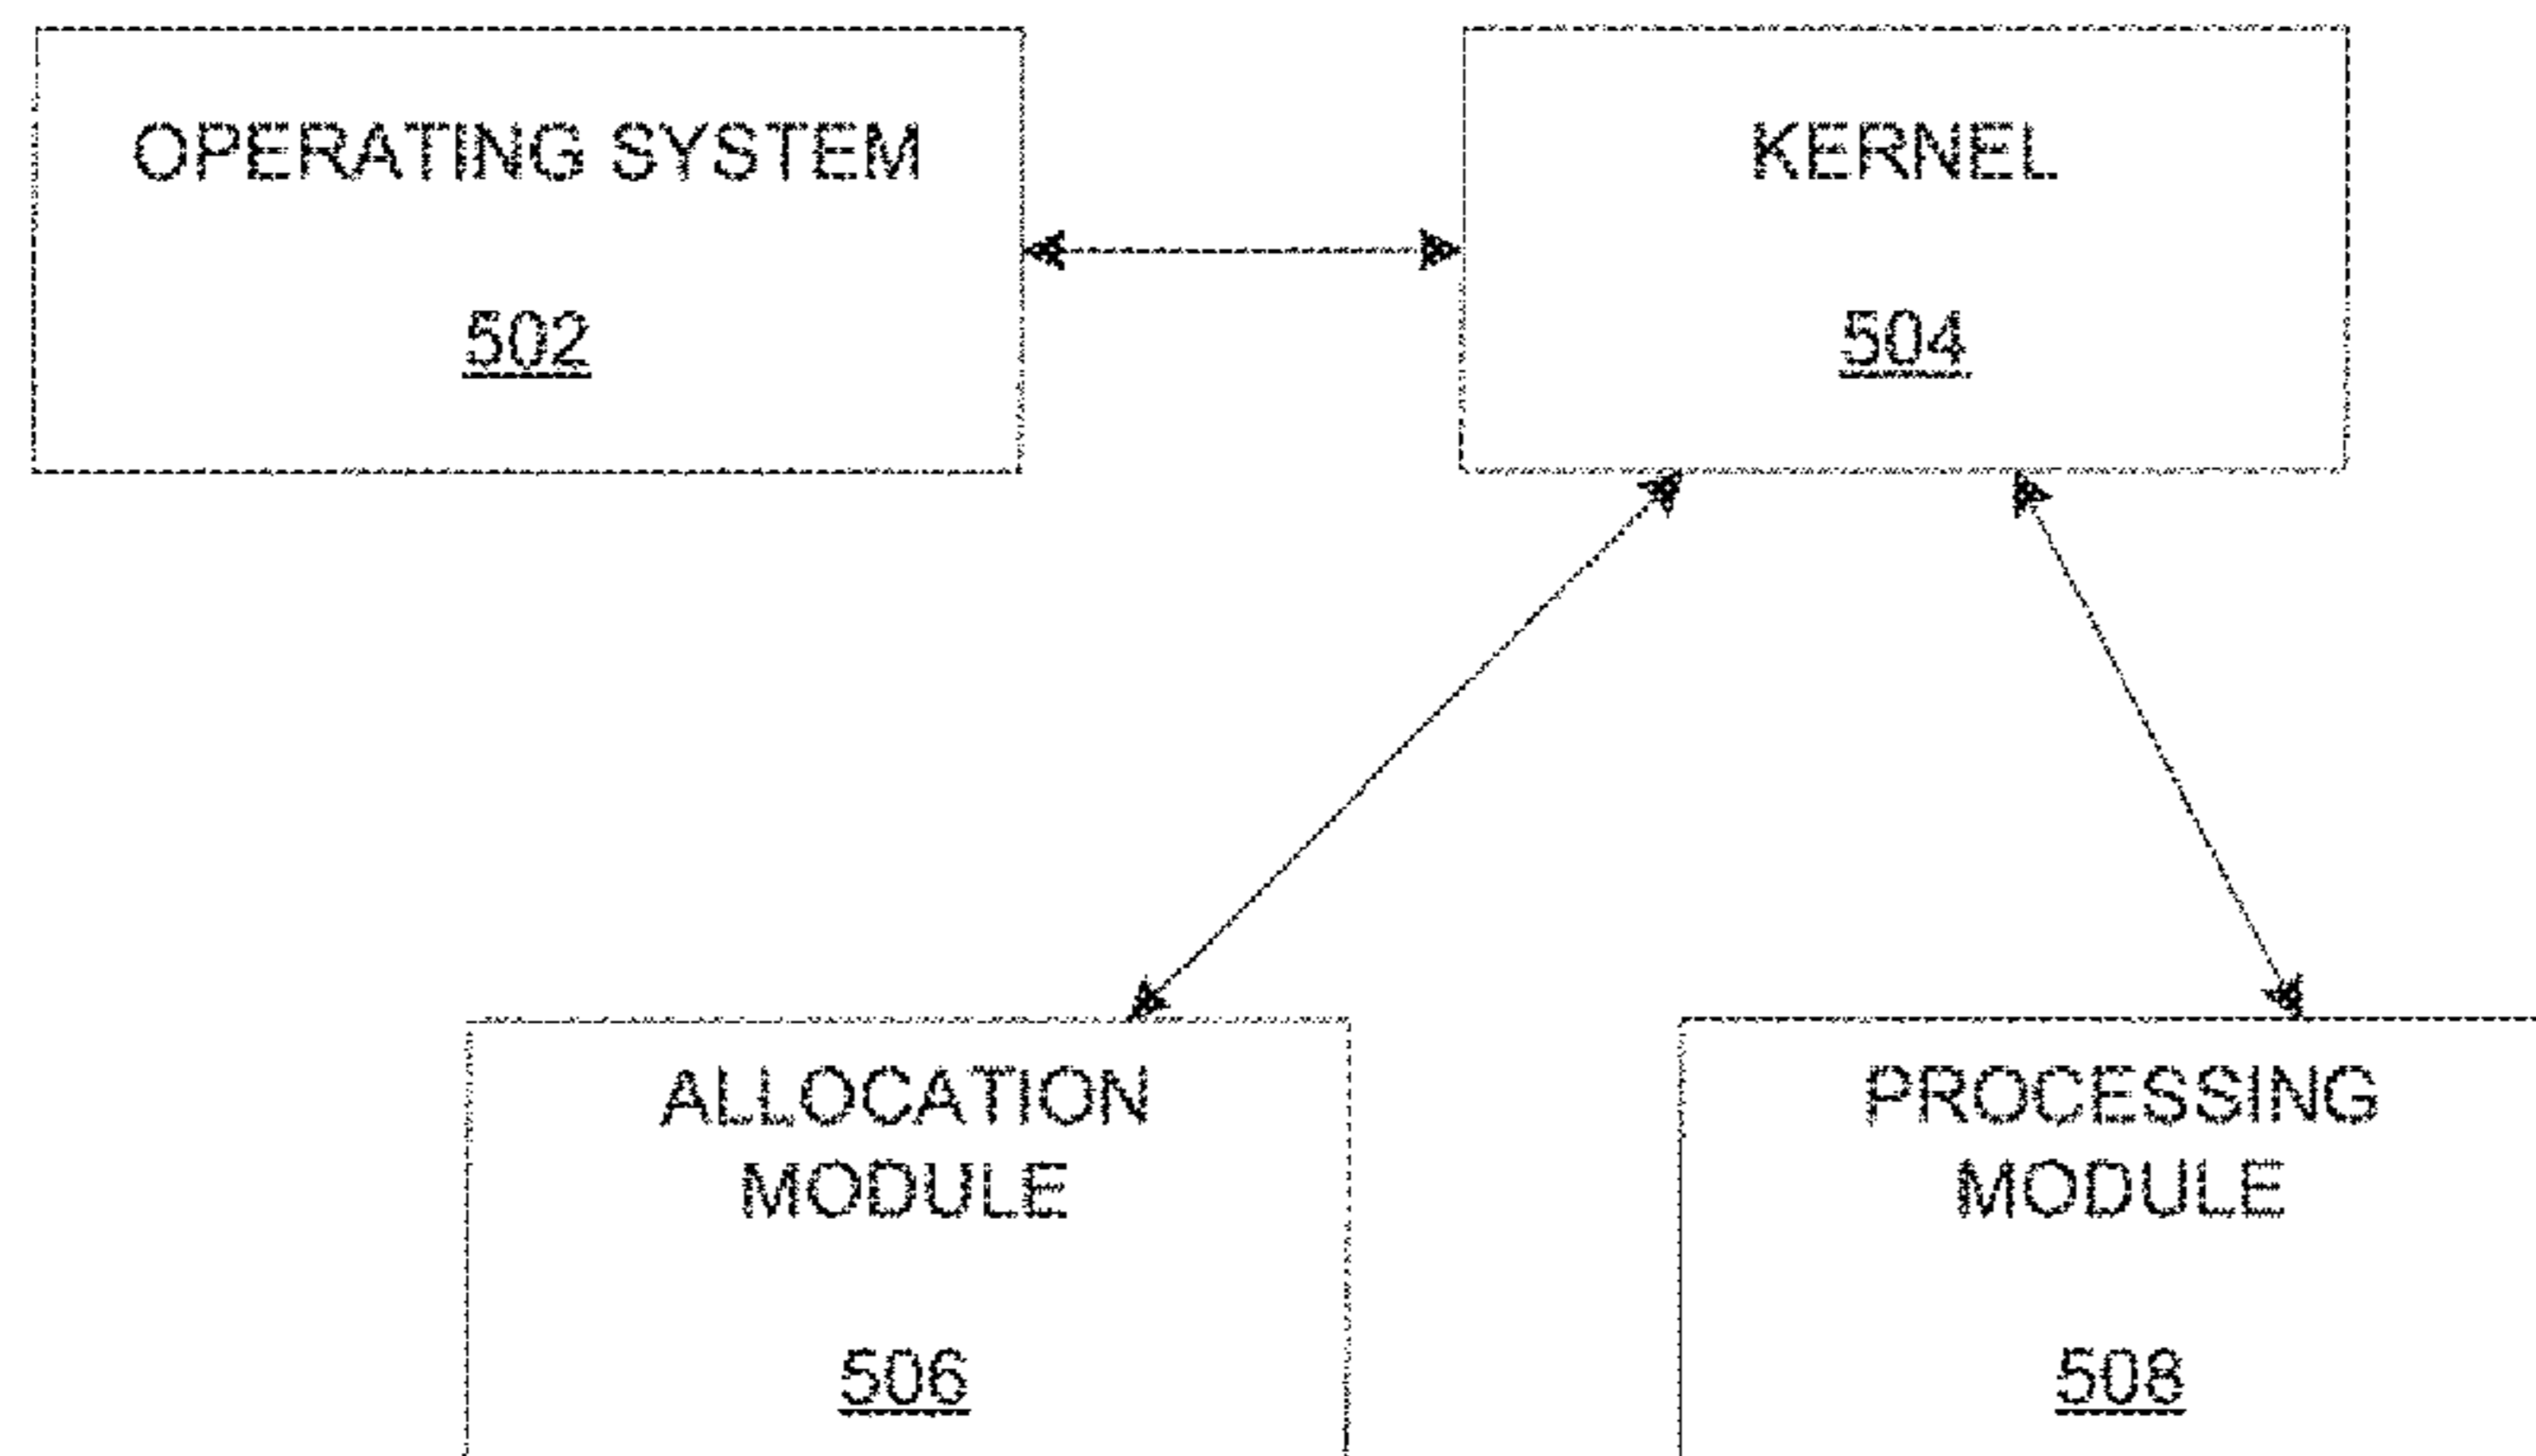 OPERATING SYSTEM
502
KERNEL
504
ALLOCATION
MODULE
506
PROCESSING
MODULE
508